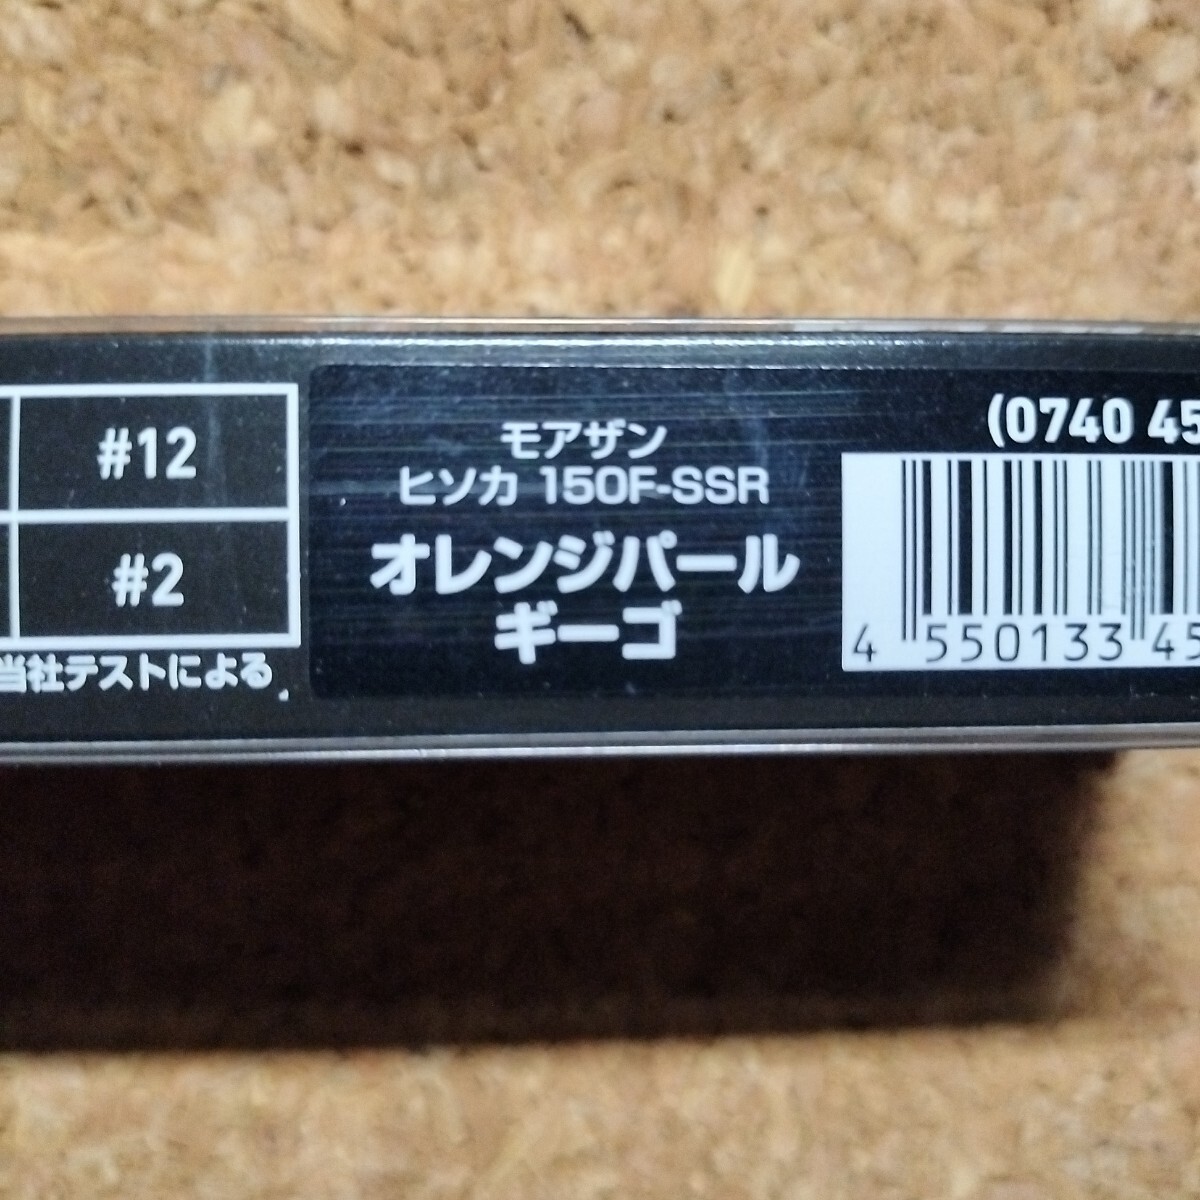 #12
#2
当社テストによる
モアザン
ヒソカ 150F-SSR
オレンジパール
ギーゴ
(0740 45
4 550133 45